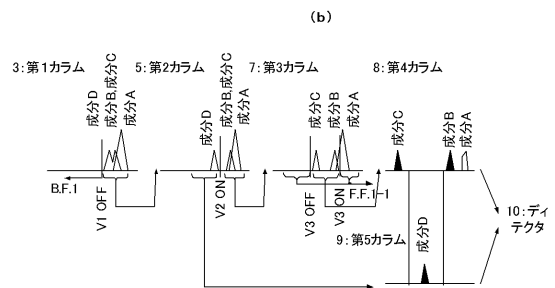 (b)
3:第1カラム
5:第2カラム
7:第3カラム
8:第4カラム
成分D
成分B,成分C
成分A
成分D
成分B,成分C
成分A
成分C
成分B
成分A
成分C
成分B
成分A
B.F.1
V1 OFF
V2 ON
V3 OFF
V3 ON
F.F.1-1
9:第5カラム
成分D
10:ディ
テクタ